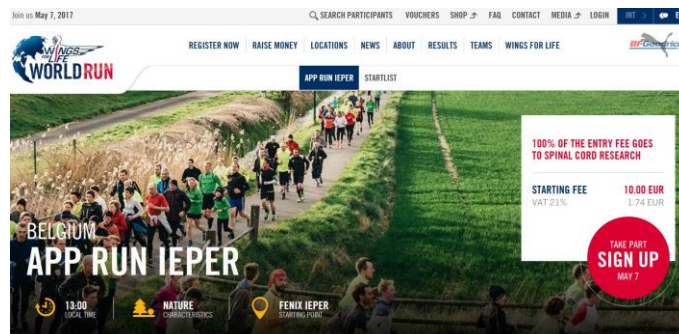 Join us May 7, 2017
SEARCH PARTICIPANTS VOUCHERS SHOP FAQ CONTACT MEDIA LOGIN INT
WINGS FOR LIFE WORLD RUN
REGISTER NOW RAISE MONEY LOCATIONS NEWS ABOUT RESULTS TEAMS WINGS FOR LIFE
BFGoodric
APP RUN IEPER STARTLIST
100% OF THE ENTRY FEE GOES
TO SPINAL CORD RESEARCH
STARTING FEE 10.00 EUR
VAT 21% 1.74 EUR
BELGIUM
APP RUN IEPER
TAKE PART
SIGN UP
MAY 7
13:00
LOCAL TIME
NATURE
CHARACTERISTICS
FENIX IEPER
STARTING POINT